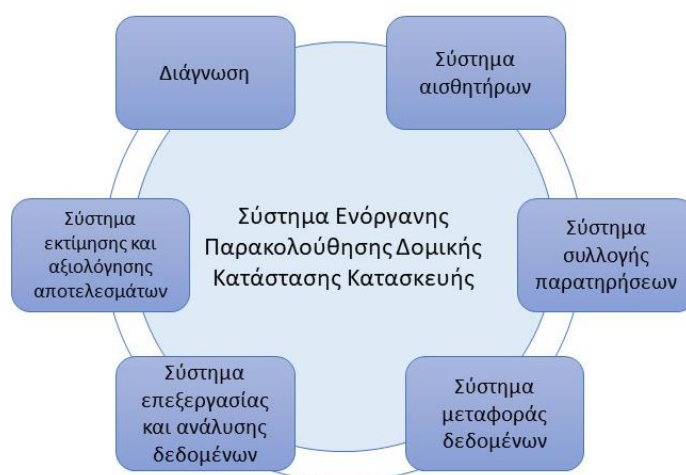 Διάγνωση
Σύστημα
αισθητήρων
Σύστημα Ενόργανης
Παρακολούθησης Δομικής
Κατάστασης Κατασκευής
Σύστημα
εκτίμησης και
αξιολόγησης
αποτελεσμάτων
Σύστημα
συλλογής
παρατηρήσεων
Σύστημα
επεξεργασίας
και ανάλυσης
δεδομένων
Σύστημα
μεταφοράς
δεδομένων